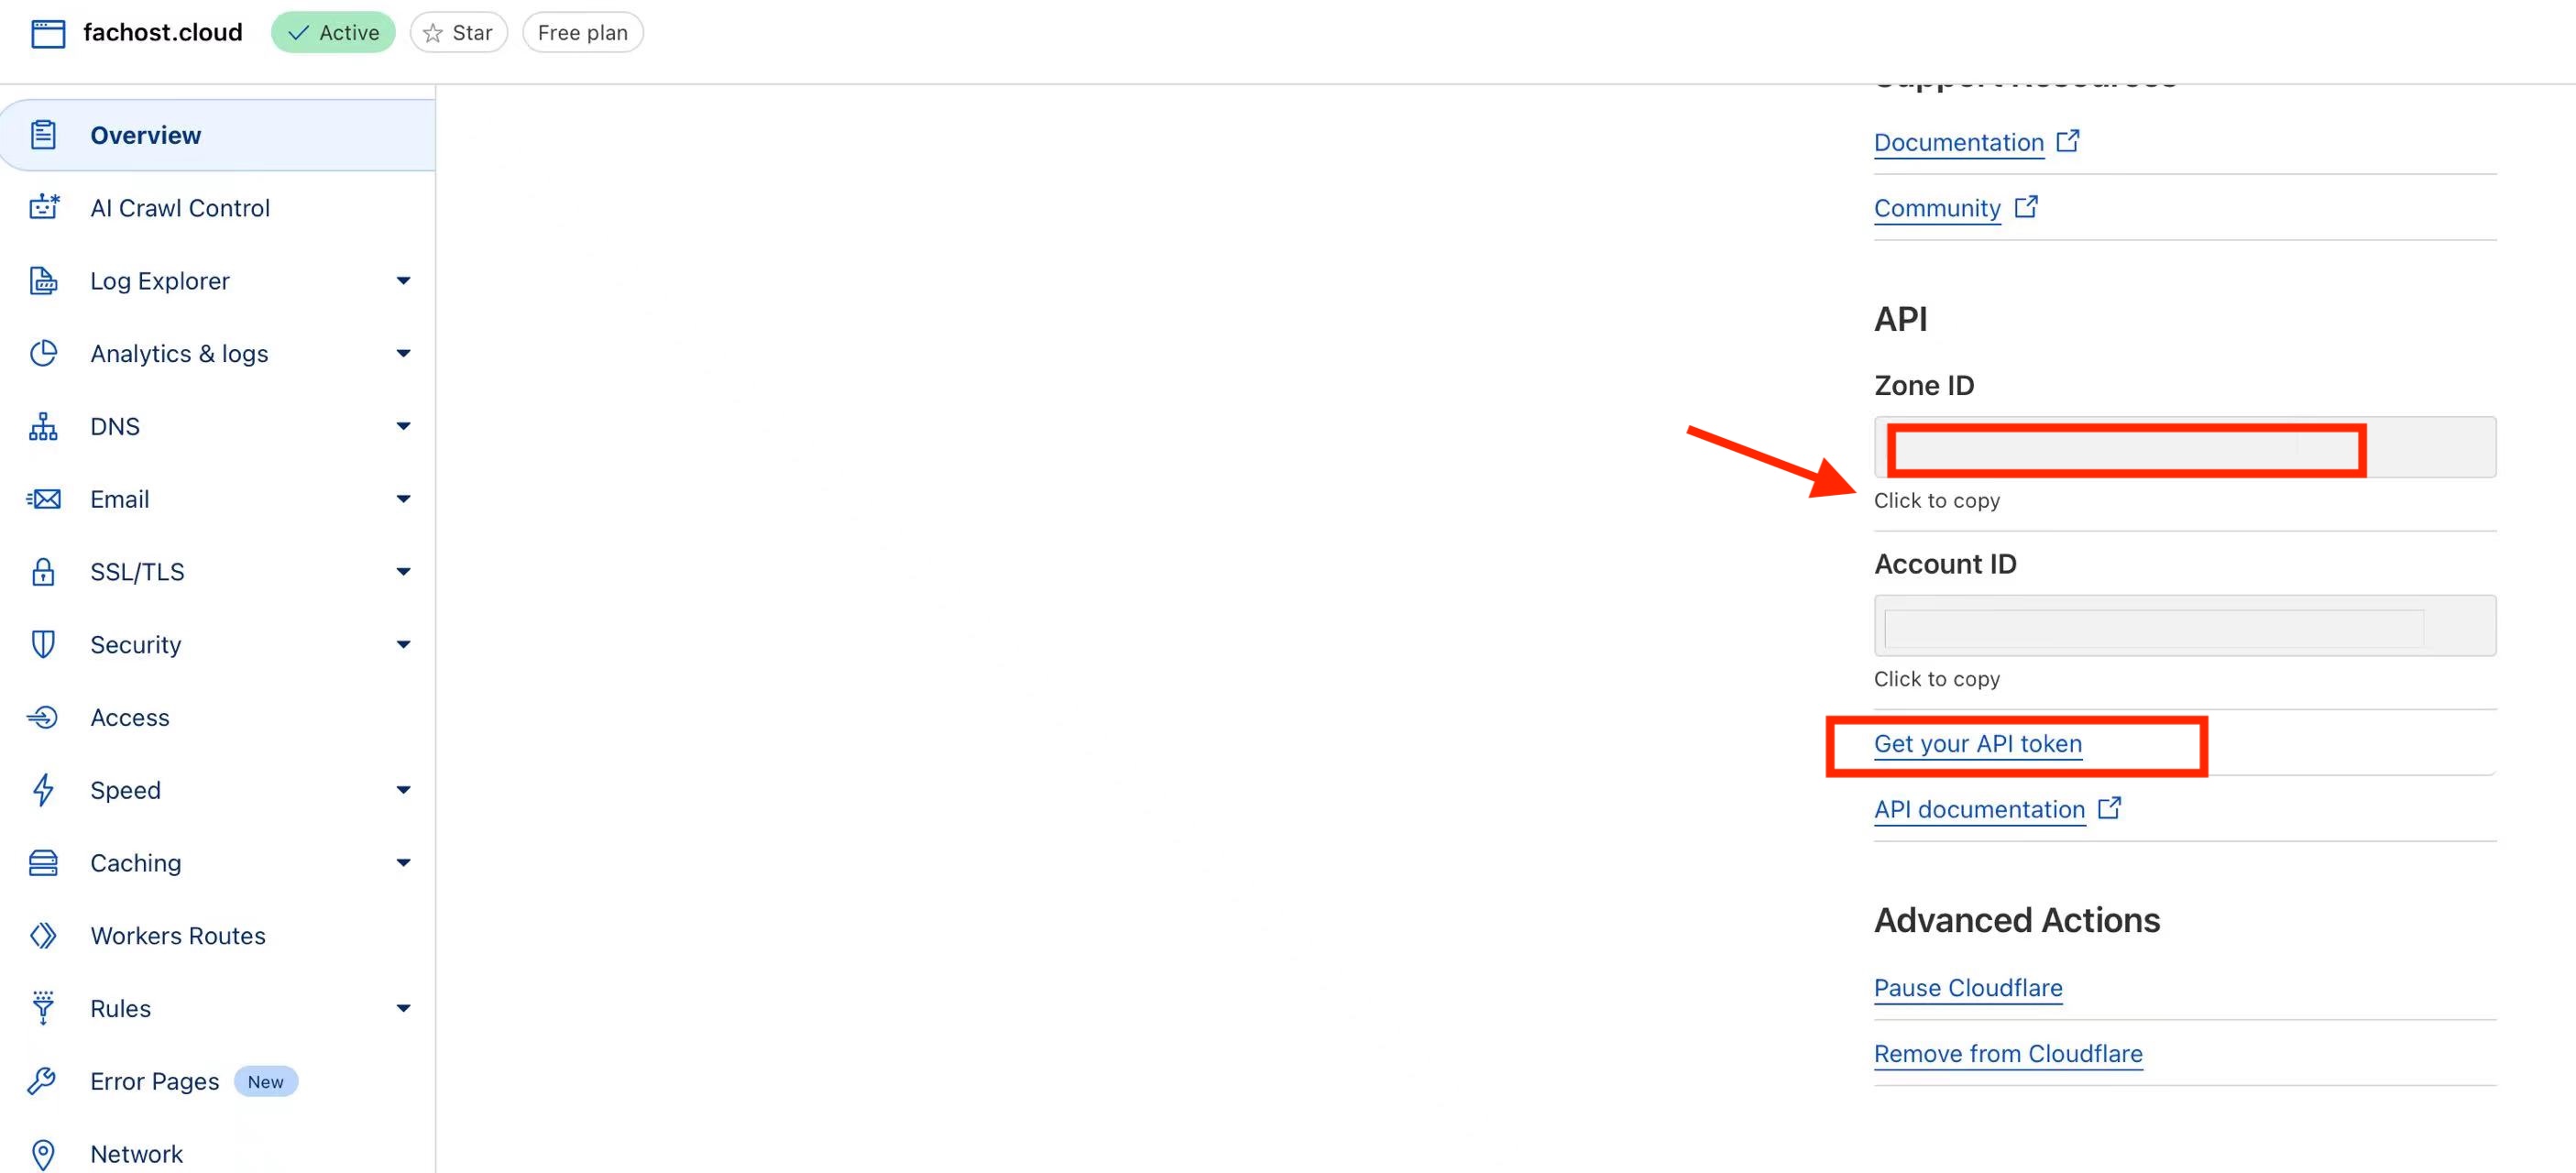 fachost.cloud
Active
Star
Free plan
Overview
AI Crawl Control
Log Explorer
Analytics & logs
DNS
Email
SSL/TLS
Security
Access
Speed
Caching
Workers Routes
Rules
Error Pages New
Network
Support Resources
Documentation
Community
API
Zone ID
Click to copy
Account ID
Click to copy
Get your API token
API documentation
Advanced Actions
Pause Cloudflare
Remove from Cloudflare